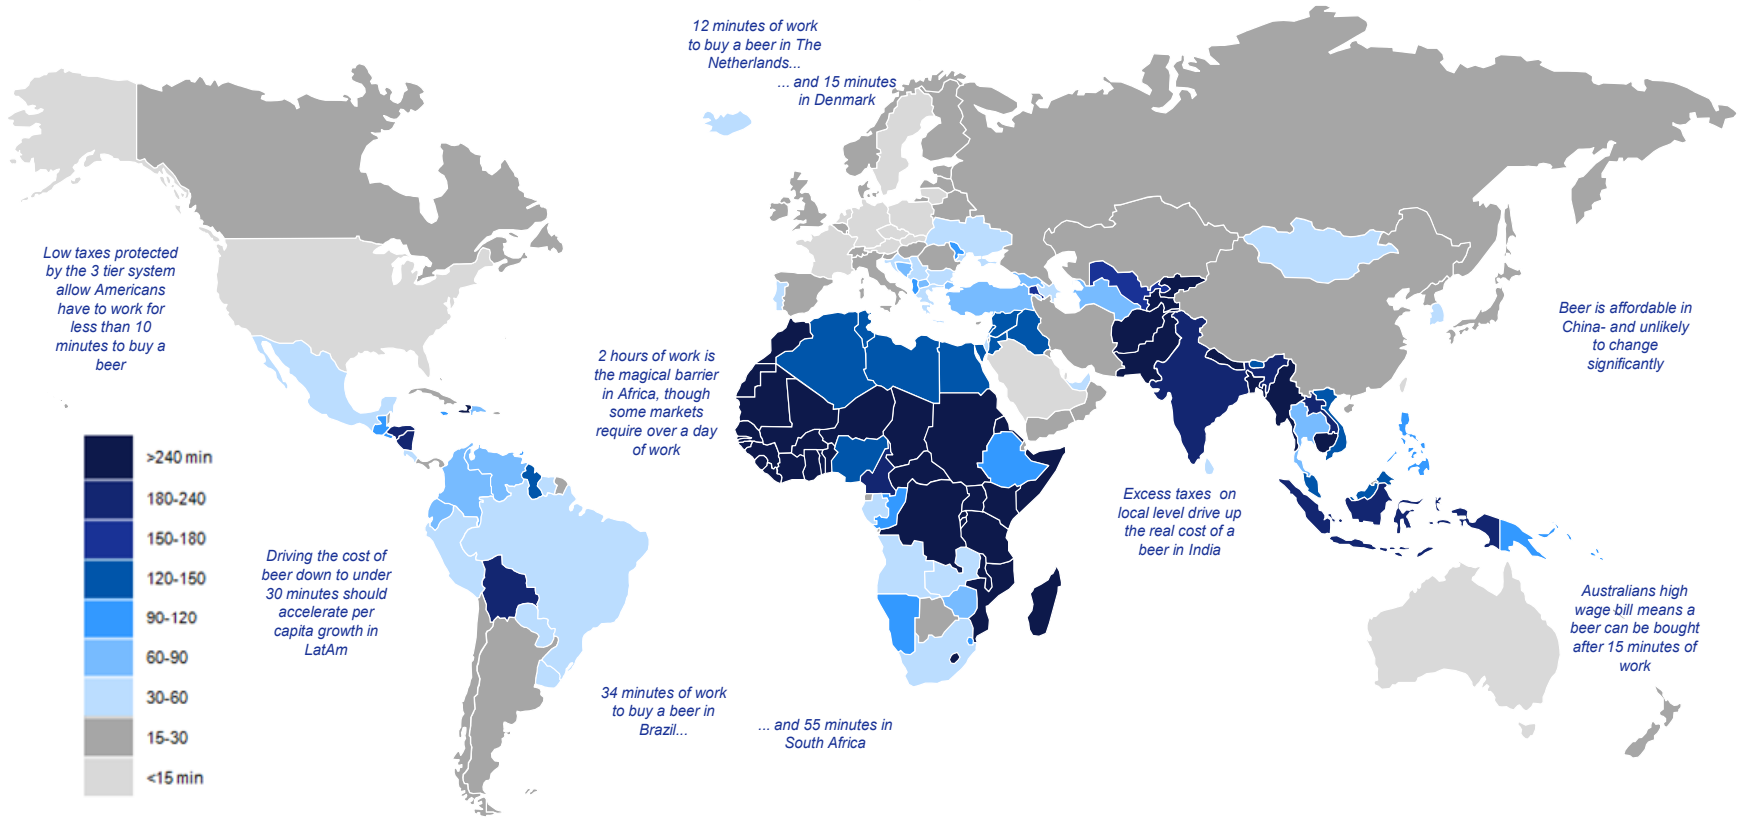 12 minutes of work
to buy a beer in The
Netherlands...
... and 15 minutes
in Denmark
Low taxes protected
by the 3 tier system
allow Americans
have to work for
less than 10
minutes to buy a
beer
2 hours of work is
the magical barrier
in Africa, though
some markets
require over a day
of work
Beer is affordable in
China- and unlikely
to change
significantly
>240 min
180-240
150-180
120-150
90-120
60-90
30-60
15-30
<15 min
Driving the cost of
beer down to under
30 minutes should
accelerate per
capita growth in
LatAm
Excess taxes on
local level drive up
the real cost of a
beer in India
Australians high
wage bill means a
beer can be bought
after 15 minutes of
work
34 minutes of work
to buy a beer in
Brazil...
... and 55 minutes in
South Africa